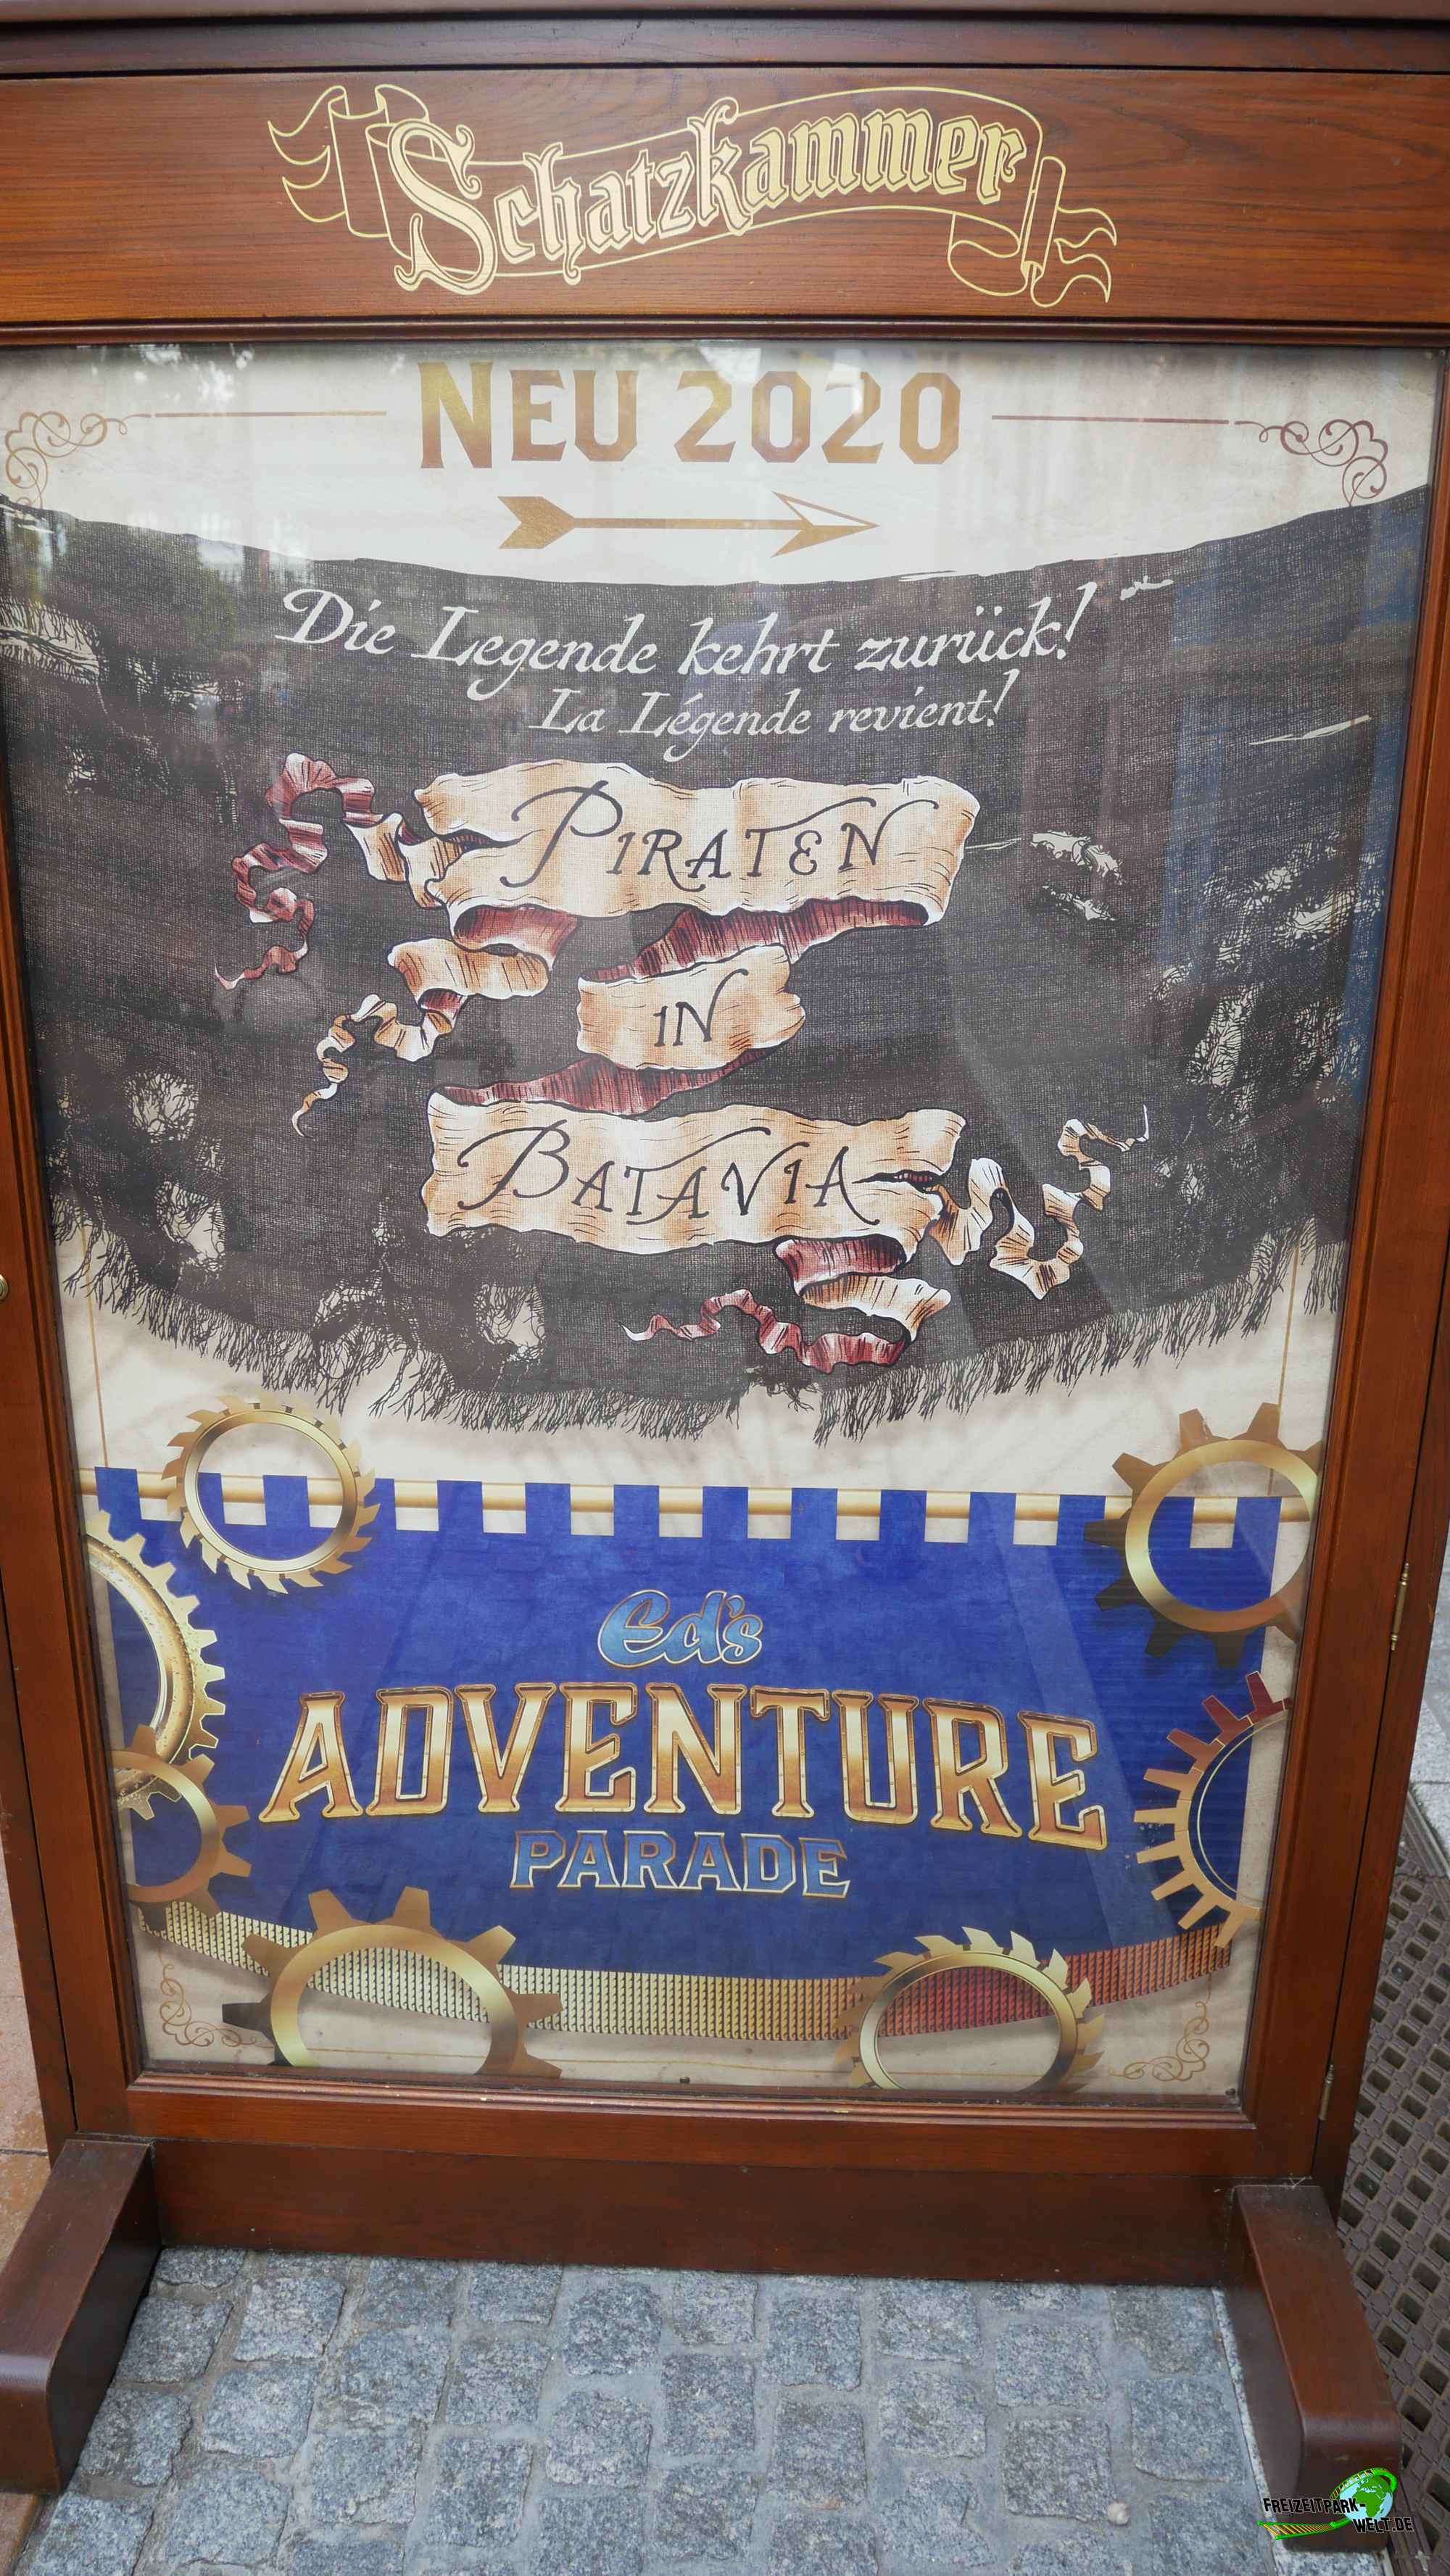 Schatzkammer
NEU 2020
Die Legende kehrt zurück!
La Légende revient!
PIRATEN
IN
BATAVIA
Ed's
ADVENTURE
PARADE
FREIZEITPARK-
WELT.DE